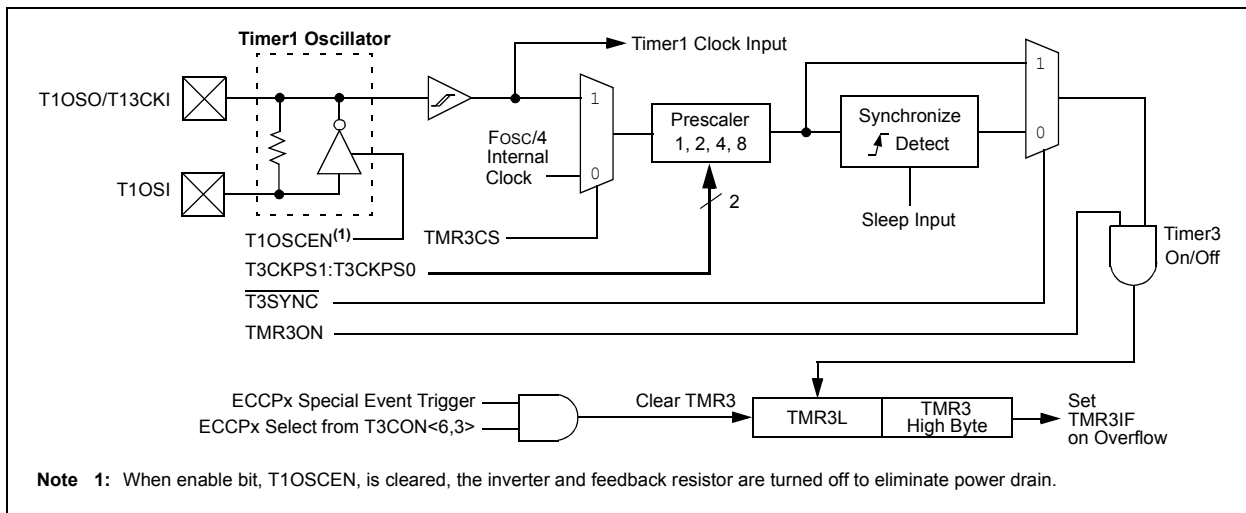 Timer1 Oscillator
Timer1 Clock Input
T1OSO/T13CKI
T1OSI
1
FOSC/4
Internal
Clock
0
Prescaler
1, 2, 4, 8
2
Synchronize
Detect
Sleep Input
1
0
T1OSCEN(1)
TMR3CS
T3CKPS1:T3CKPS0
T3SYNC
TMR3ON
Timer3
On/Off
ECCPx Special Event Trigger
ECCPx Select from T3CON<6,3>
Clear TMR3
TMR3L
TMR3
High Byte
Set
TMR3IF
on Overflow
Note 1: When enable bit, T1OSCEN, is cleared, the inverter and feedback resistor are turned off to eliminate power drain.